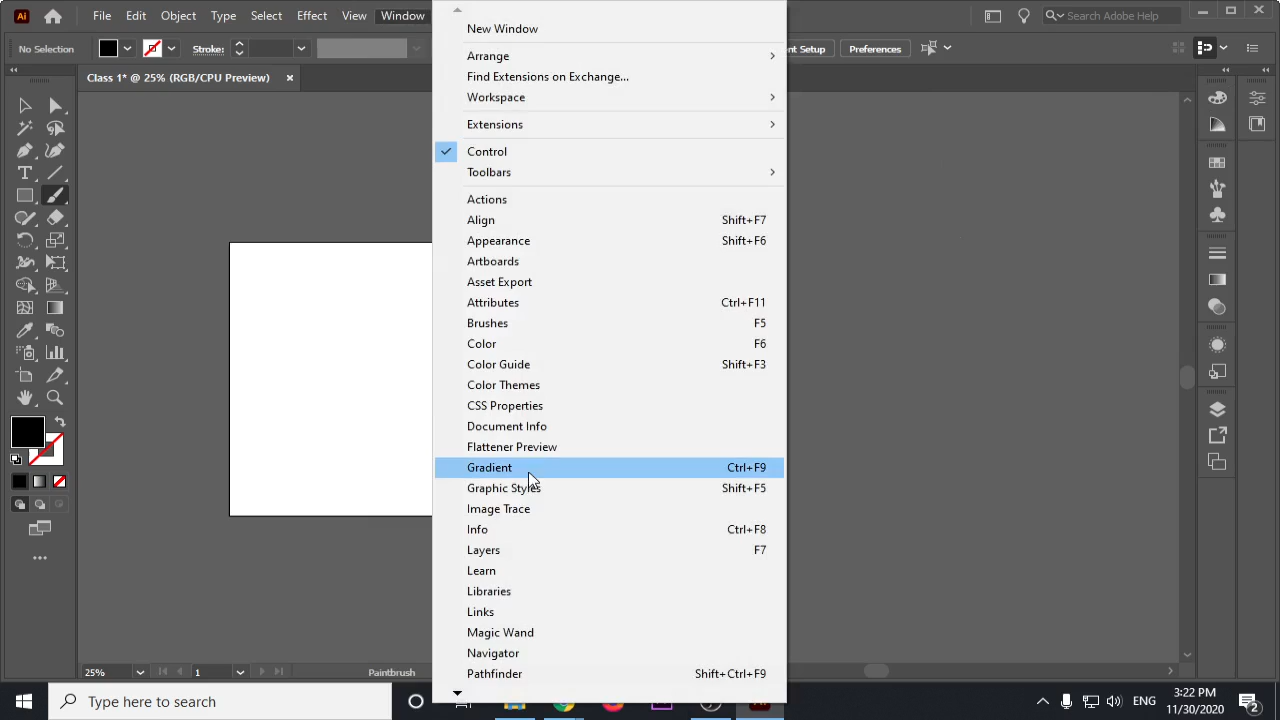 Ai File Edit Object Type Select Effect View Window Search Adobe Help
No Selection Stroke: Preferences
Class 1* @ 25% (RGB/CPU Preview)
New Window
Arrange
Find Extensions on Exchange...
Workspace
Extensions
Control
Toolbars
Actions
Align Shift+F7
Appearance Shift+F6
Artboards
Asset Export
Attributes Ctrl+F11
Brushes F5
Color F6
Color Guide Shift+F3
Color Themes
CSS Properties
Document Info
Flattener Preview
Gradient Ctrl+F9
Graphic Styles Shift+F5
Image Trace
Info Ctrl+F8
Layers F7
Learn
Libraries
Links
Magic Wand
Navigator
Pathfinder Shift+Ctrl+F9
25% 1 Paintbrush
Type here to search ENG 3:22 PM
11/30/2020 2